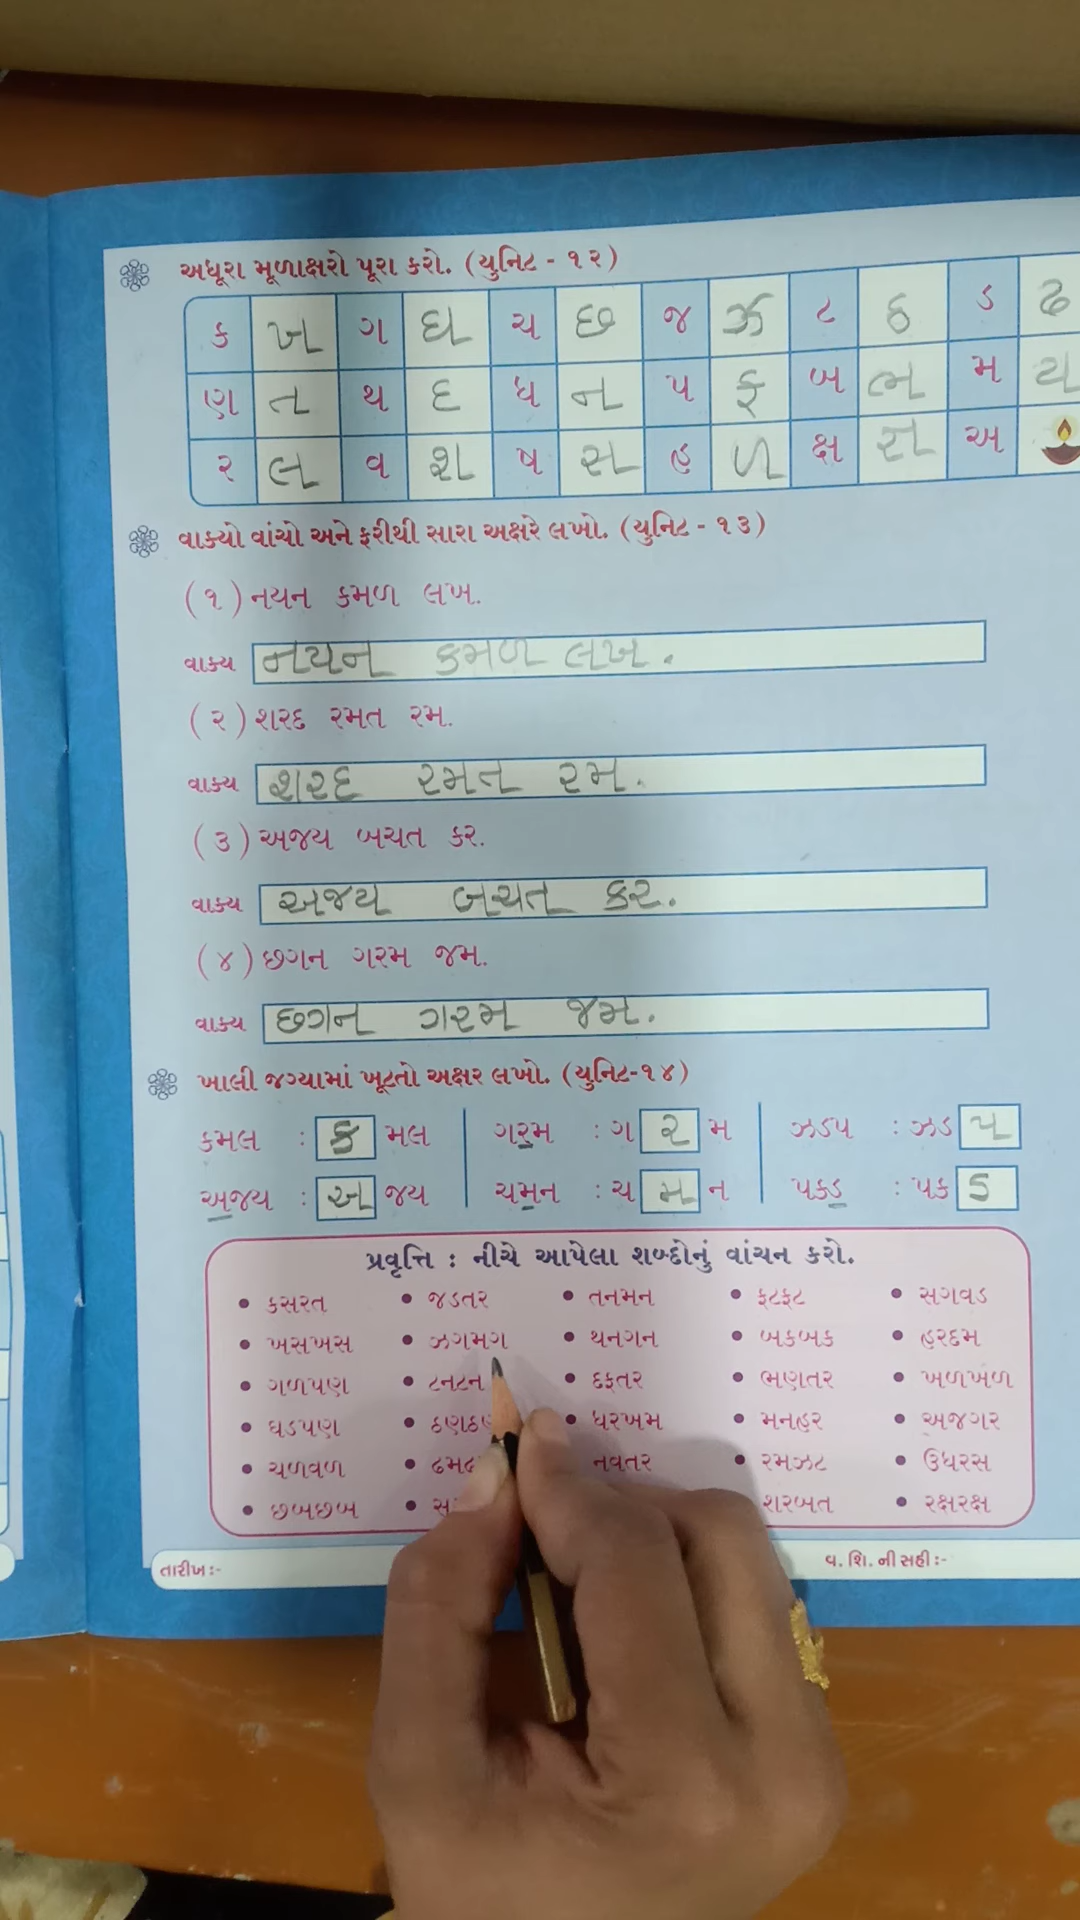 અધૂરા મૂળાક્ષરો પૂરા કરો. (યુનિટ - ૧૨)
ક ખ ગ ઘ ચ છ જ ઝ ટ ઠ ડ ઢ
ણ ત થ દ ધ ન પ ફ બ ભ મ ય
ર લ વ શ ષ સ હ ળ ક્ષ જ્ઞ અ
વાક્યો વાંચો અને ફરીથી સારા અક્ષરે લખો. (યુનિટ - ૧૩)
(૧) નયન કમળ લખ.
વાક્ય નયન કમળ લખ.
(૨) શરદ રમત રમ.
વાક્ય શરદ રમત રમ.
(૩) અજય બચત કર.
વાક્ય અજય બચત કર.
(૪) છગન ગરમ જમ.
વાક્ય છગન ગરમ જમ.
ખાલી જગ્યામાં ખૂટતો અક્ષર લખો. (યુનિટ-૧૪)
કમલ : ક મલ ગરમ : ગ ર મ ઝડપ : ઝડ પ
અજય : અ જય ચમન : ચ મ ન પકડ : પક ડ
પ્રવૃત્તિ : નીચે આપેલા શબ્દોનું વાંચન કરો.
• કસરત • જડતર • તનમન • ફટફટ • સગવડ
• ખસખસ • ઝગમગ • થનગન • બકબક • હરદમ
• ગળપણ • ટનટન • દફતર • ભણતર • ખળખળ
• ઘડપણ • • ધરખમ • મનહર • અજગર
• ચળવળ • નવતર • રમઝટ • ઉધરસ
• છબછબ • શરબત • રક્ષરક્ષ
તારીખ:- વ. શિ. ની સહી :-